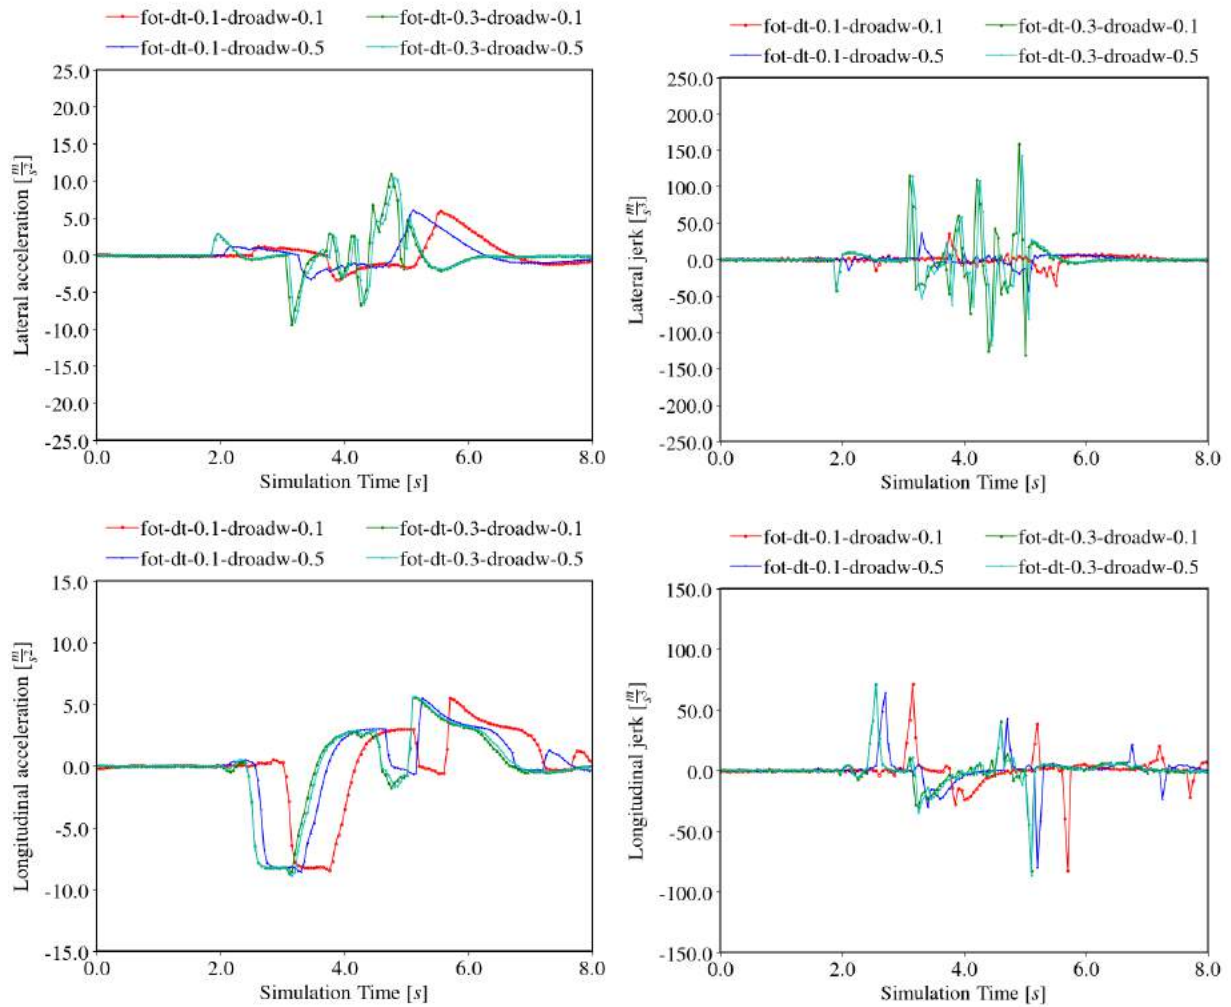 fot-dt-0.1-droadw-0.1 fot-dt-0.3-droadw-0.1
fot-dt-0.1-droadw-0.5 fot-dt-0.3-droadw-0.5
25.0
20.0
15.0
10.0
5.0
0.0
-5.0
-10.0
-15.0
-20.0
-25.0
Lateral acceleration [m/s²]
0.0 2.0 4.0 6.0 8.0
Simulation Time [s]
fot-dt-0.1-droadw-0.1 fot-dt-0.3-droadw-0.1
fot-dt-0.1-droadw-0.5 fot-dt-0.3-droadw-0.5
250.0
200.0
150.0
100.0
50.0
0.0
-50.0
-100.0
-150.0
-200.0
-250.0
Lateral jerk [m/s³]
0.0 2.0 4.0 6.0 8.0
Simulation Time [s]
fot-dt-0.1-droadw-0.1 fot-dt-0.3-droadw-0.1
fot-dt-0.1-droadw-0.5 fot-dt-0.3-droadw-0.5
15.0
10.0
5.0
0.0
-5.0
-10.0
-15.0
Longitudinal acceleration [m/s²]
0.0 2.0 4.0 6.0 8.0
Simulation Time [s]
fot-dt-0.1-droadw-0.1 fot-dt-0.3-droadw-0.1
fot-dt-0.1-droadw-0.5 fot-dt-0.3-droadw-0.5
150.0
100.0
50.0
0.0
-50.0
-100.0
-150.0
Longitudinal jerk [m/s³]
0.0 2.0 4.0 6.0 8.0
Simulation Time [s]